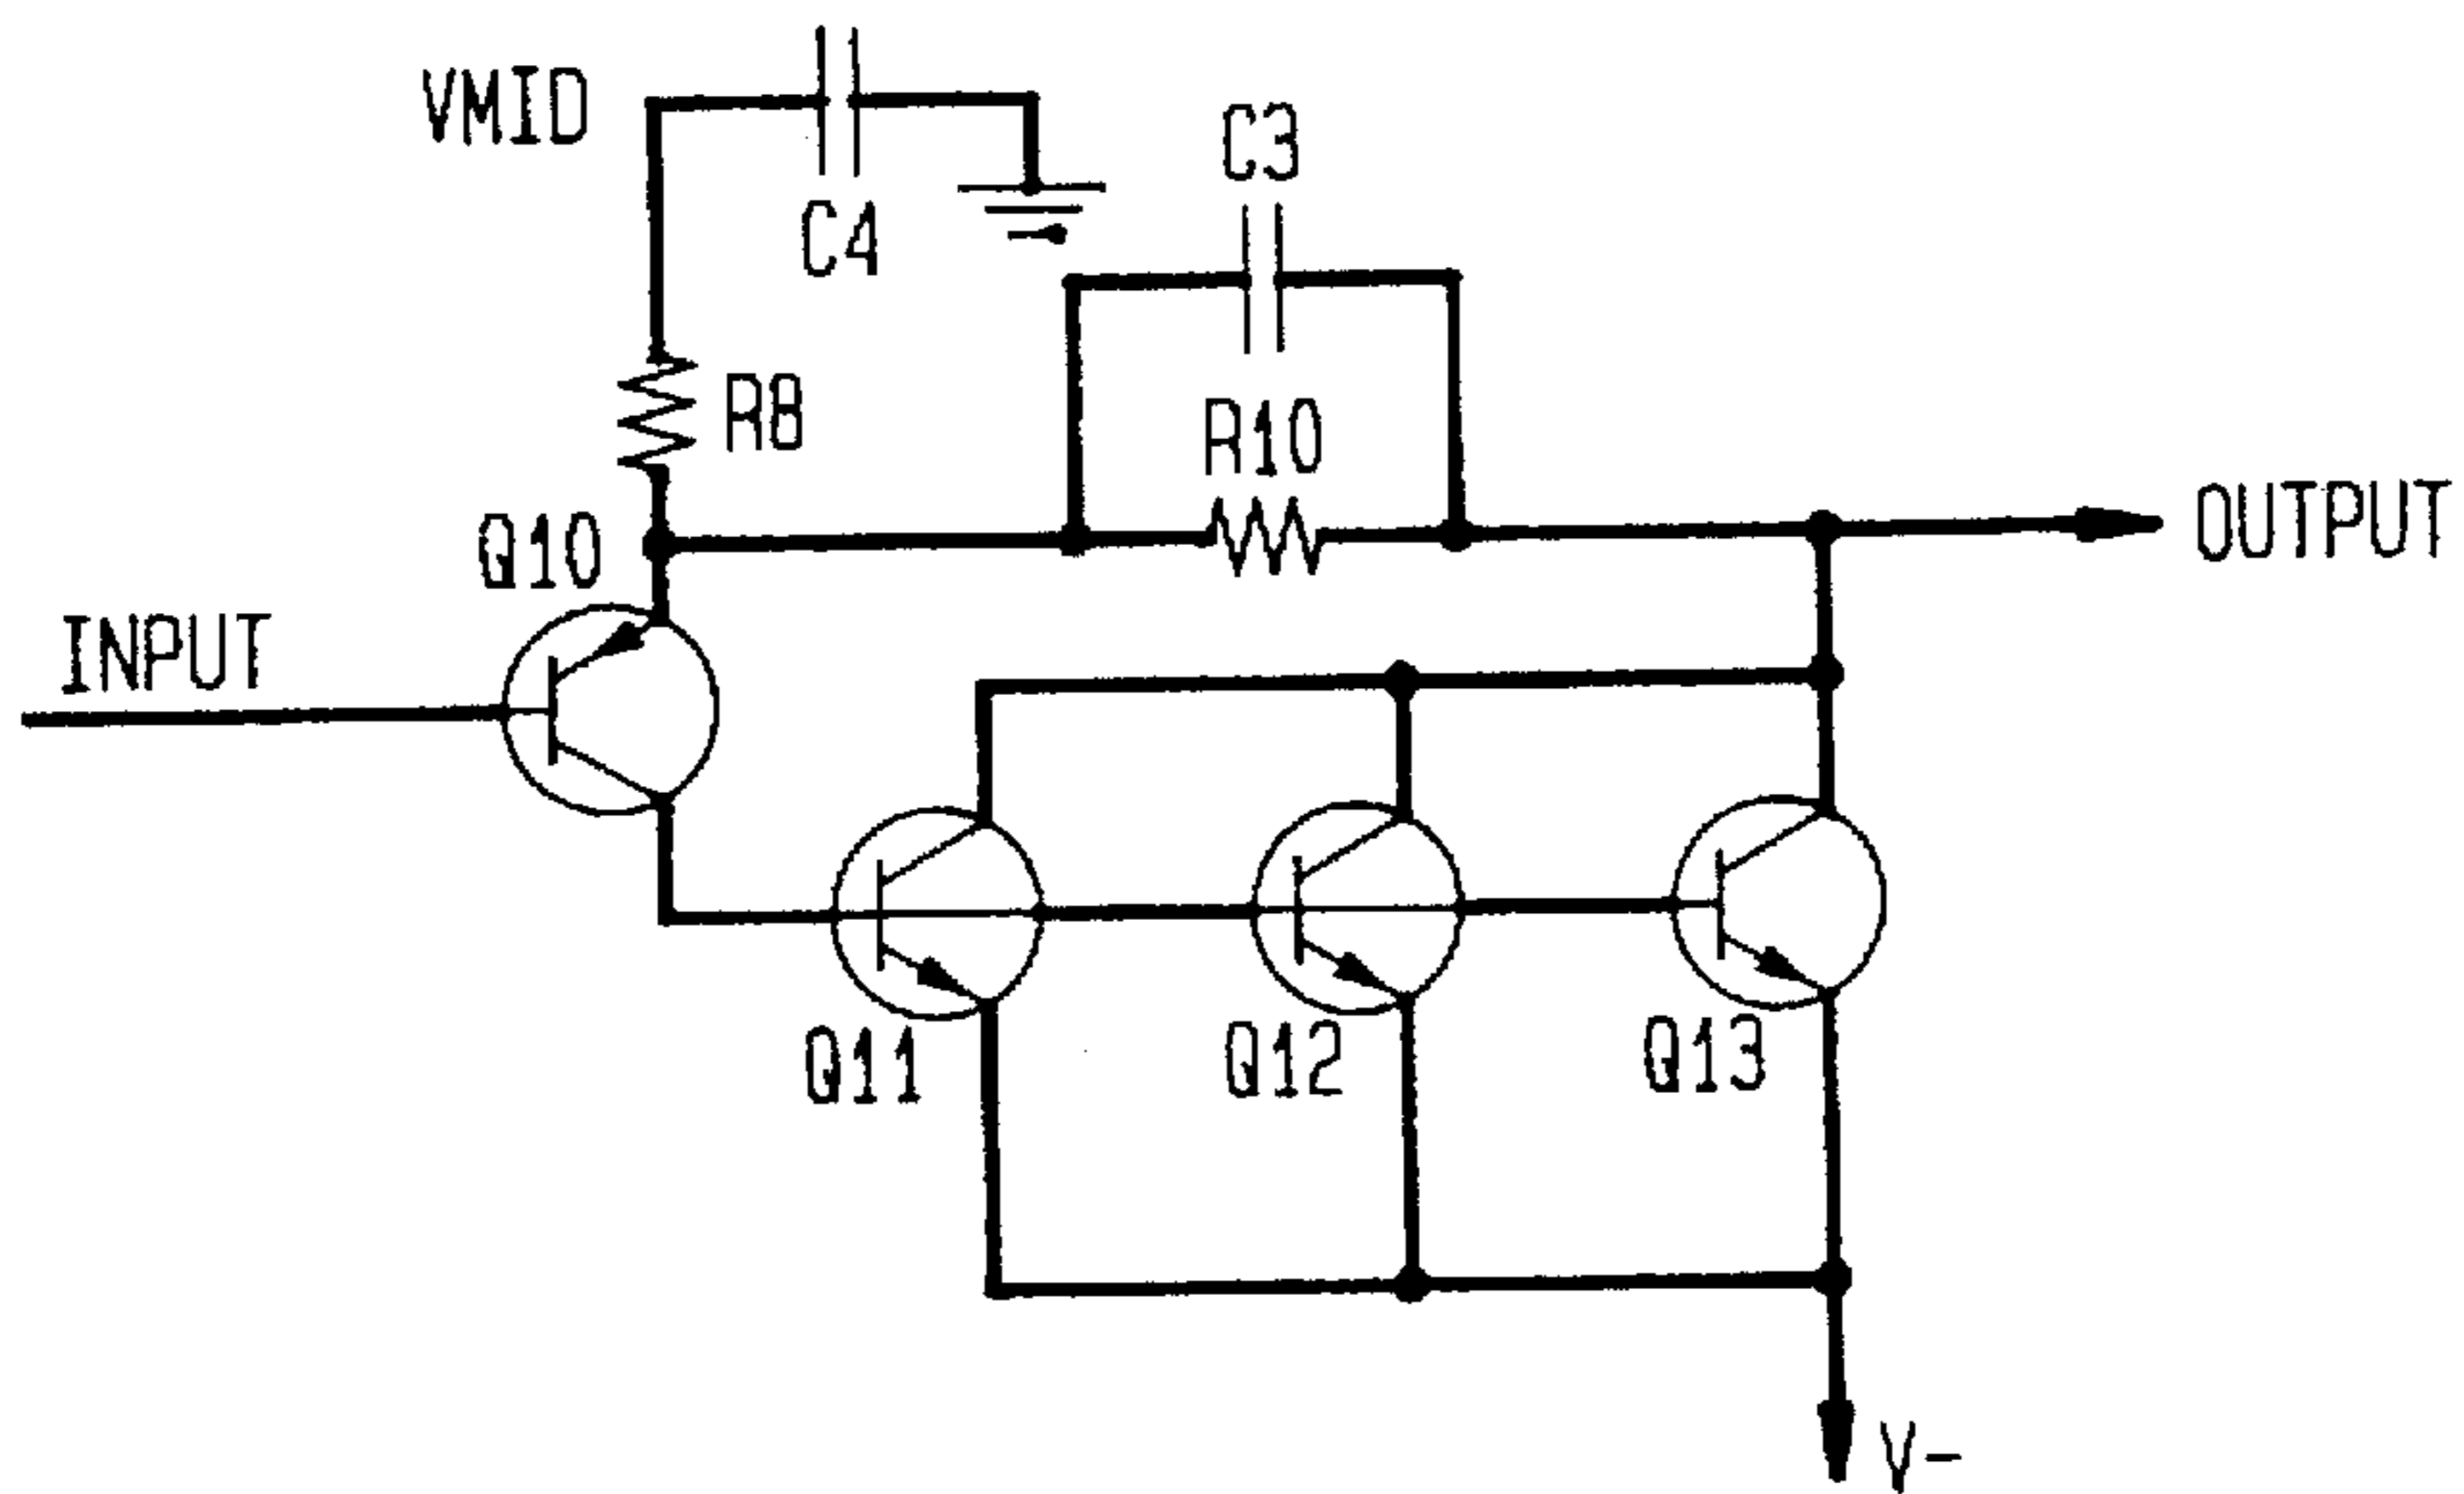 VMID
C4
C3
R8
R10
Q10
OUTPUT
INPUT
Q11
Q12
Q13
V-